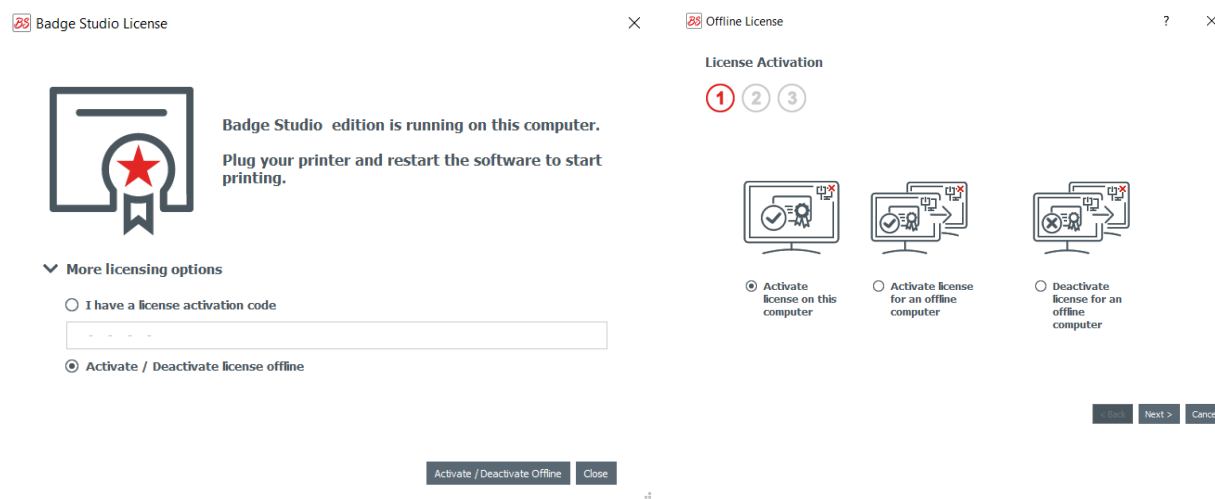 BS Badge Studio License
Badge Studio edition is running on this computer.
Plug your printer and restart the software to start
printing.
More licensing options
I have a license activation code
- - - -
Activate / Deactivate license offline
Activate / Deactivate Offline
Close
BS Offline License
?
License Activation
1 2 3
Activate
license on this
computer
Activate license
for an offline
computer
Deactivate
license for an
offline
computer
< Back
Next >
Cance